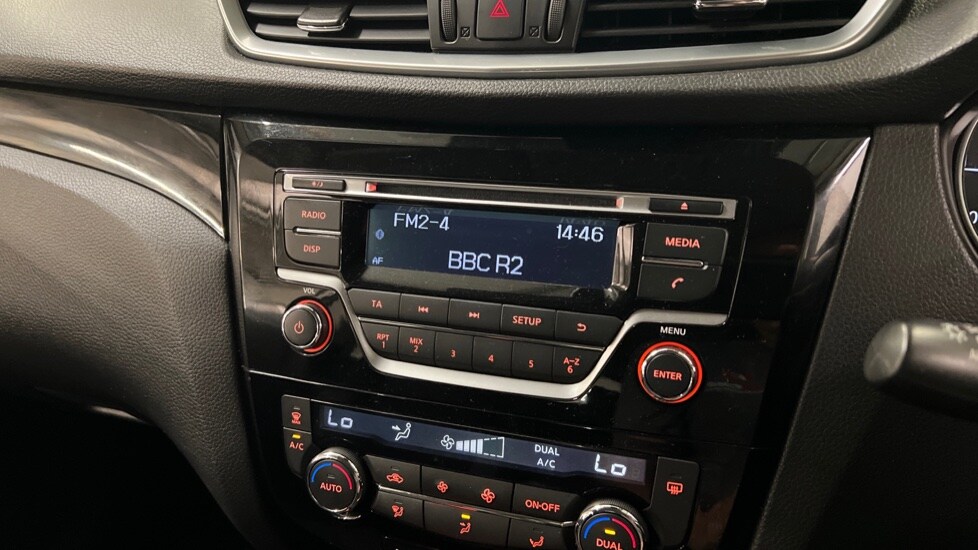 RADIO
DISP
FM2-4
14:46
AF
BBC R2
MEDIA
VOL
TA
SETUP
RPT
1
MIX
2
3
4
5
A-Z
6
MENU
ENTER
A/C
Lo
DUAL
A/C
Lo
AUTO
ON·OFF
DUAL